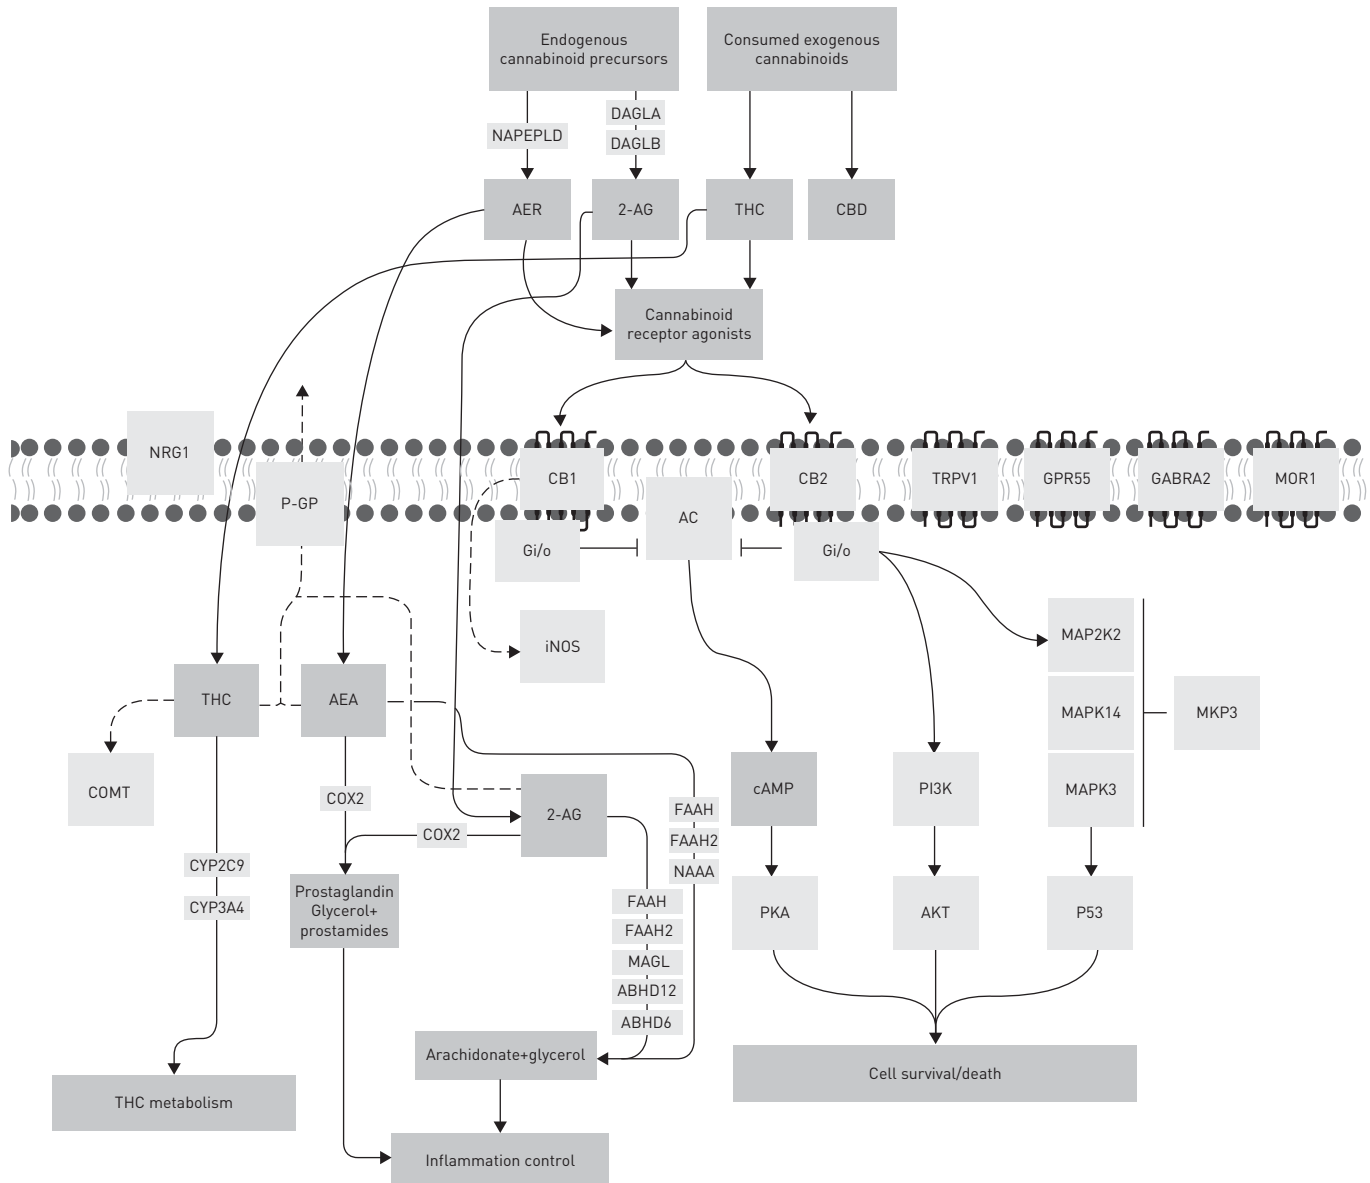 Endogenous
cannabinoid precursors
Consumed exogenous
cannabinoids
NAPEPLD
DAGLA
DAGLB
AER
2-AG
THC
CBD
Cannabinoid
receptor agonists
NRG1
P-GP
CB1
AC
CB2
TRPV1
GPR55
GABRA2
MOR1
Gi/o
Gi/o
iNOS
MAP2K2
MAPK14
MAPK3
MKP3
THC
AEA
COMT
COX2
COX2
2-AG
FAAH
FAAH2
NAAA
cAMP
PI3K
CYP2C9
CYP3A4
Prostaglandin
Glycerol+
prostamides
FAAH
FAAH2
MAGL
ABHD12
ABHD6
PKA
AKT
P53
Arachidonate+glycerol
Cell survival/death
THC metabolism
Inflammation control